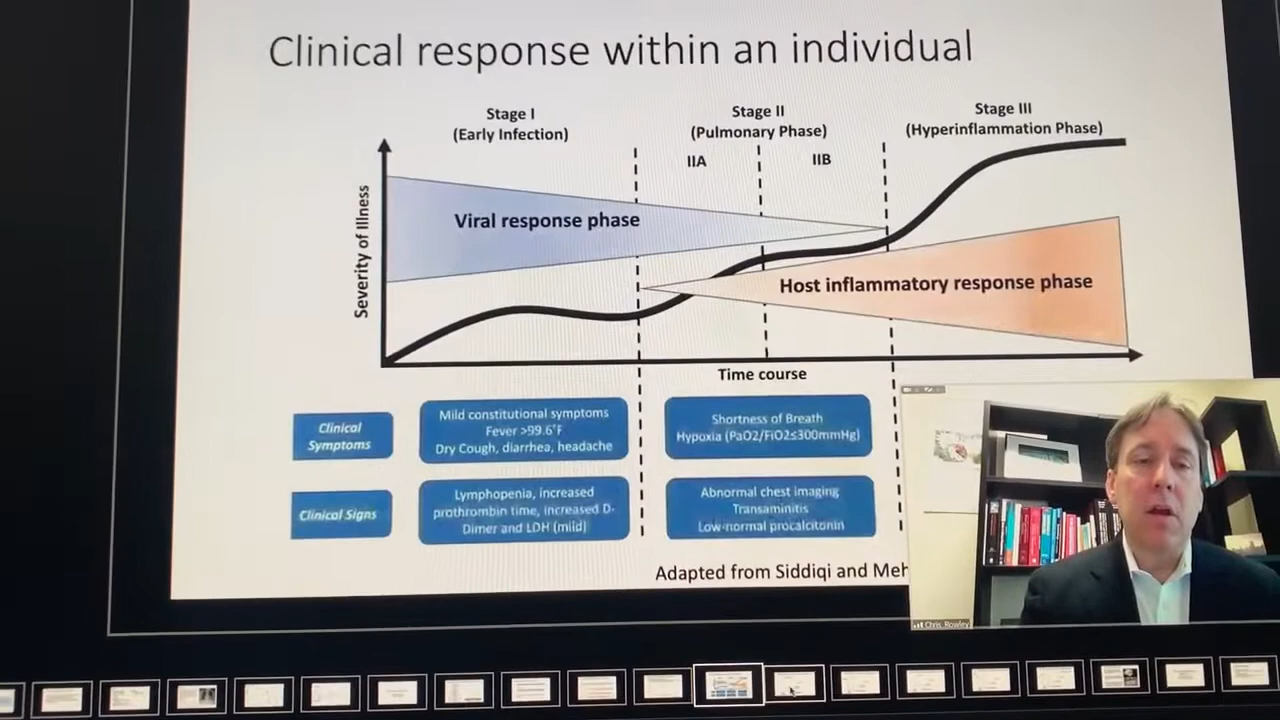 Clinical response within an individual
Stage I
(Early Infection)
Stage II
(Pulmonary Phase)
Stage III
(Hyperinflammation Phase)
IIA
IIB
Severity of Illness
Viral response phase
Host inflammatory response phase
Time course
Clinical
Symptoms
Mild constitutional symptoms
Fever >99.6°F
Dry Cough, diarrhea, headache
Shortness of Breath
Hypoxia (PaO2/FiO2≤300mmHg)
Clinical Signs
Lymphopenia, increased
prothrombin time, increased D-
Dimer and LDH (mild)
Abnormal chest imaging
Transaminitis
Low-normal procalcitonin
Adapted from Siddiqi and Meh
Chris Rowley